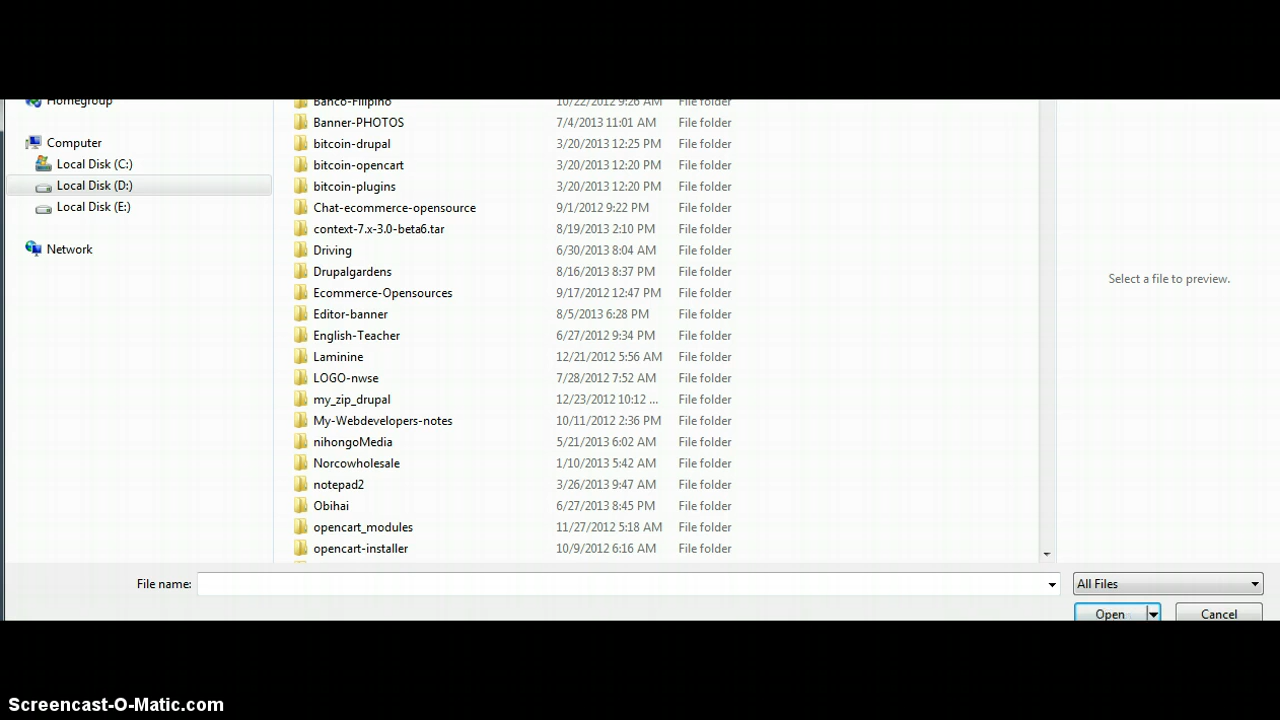 Homegroup
Computer
Local Disk (C:)
Local Disk (D:)
Local Disk (E:)
Network
Banco-Filipino 10/22/2012 9:26 AM File folder
Banner-PHOTOS 7/4/2013 11:01 AM File folder
bitcoin-drupal 3/20/2013 12:25 PM File folder
bitcoin-opencart 3/20/2013 12:20 PM File folder
bitcoin-plugins 3/20/2013 12:20 PM File folder
Chat-ecommerce-opensource 9/1/2012 9:22 PM File folder
context-7.x-3.0-beta6.tar 8/19/2013 2:10 PM File folder
Driving 6/30/2013 8:04 AM File folder
Drupalgardens 8/16/2013 8:37 PM File folder
Ecommerce-Opensources 9/17/2012 12:47 PM File folder
Editor-banner 8/5/2013 6:28 PM File folder
English-Teacher 6/27/2012 9:34 PM File folder
Laminine 12/21/2012 5:56 AM File folder
LOGO-nwse 7/28/2012 7:52 AM File folder
my_zip_drupal 12/23/2012 10:12 ... File folder
My-Webdevelopers-notes 10/11/2012 2:36 PM File folder
nihongoMedia 5/21/2013 6:02 AM File folder
Norcowholesale 1/10/2013 5:42 AM File folder
notepad2 3/26/2013 9:47 AM File folder
Obihai 6/27/2013 8:45 PM File folder
opencart_modules 11/27/2012 5:18 AM File folder
opencart-installer 10/9/2012 6:16 AM File folder
Select a file to preview.
File name:
All Files
Open
Cancel
Screencast-O-Matic.com